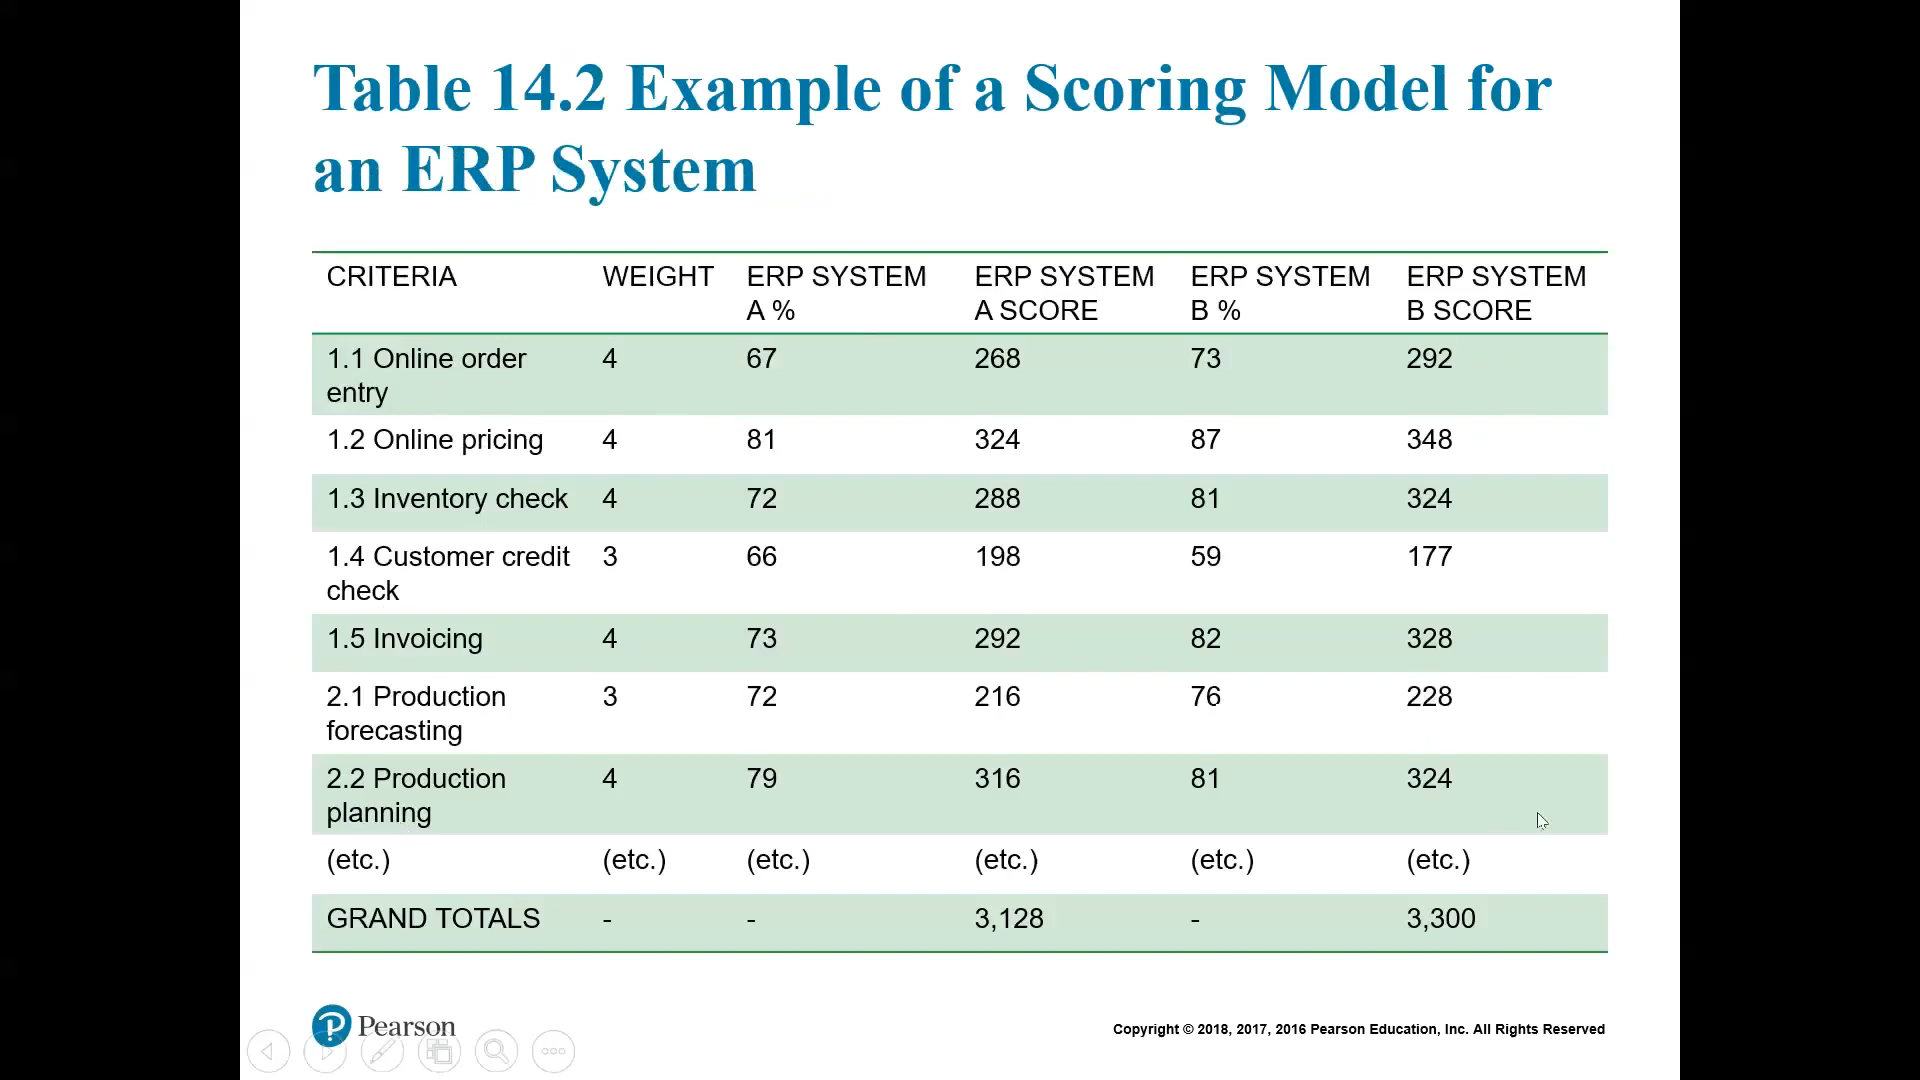 Table 14.2 Example of a Scoring Model for
an ERP System
CRITERIA WEIGHT ERP SYSTEM A % ERP SYSTEM A SCORE ERP SYSTEM B % ERP SYSTEM B SCORE
1.1 Online order entry 4 67 268 73 292
1.2 Online pricing 4 81 324 87 348
1.3 Inventory check 4 72 288 81 324
1.4 Customer credit check 3 66 198 59 177
1.5 Invoicing 4 73 292 82 328
2.1 Production forecasting 3 72 216 76 228
2.2 Production planning 4 79 316 81 324
(etc.) (etc.) (etc.) (etc.) (etc.) (etc.)
GRAND TOTALS - - 3,128 - 3,300
Pearson
Copyright © 2018, 2017, 2016 Pearson Education, Inc. All Rights Reserved